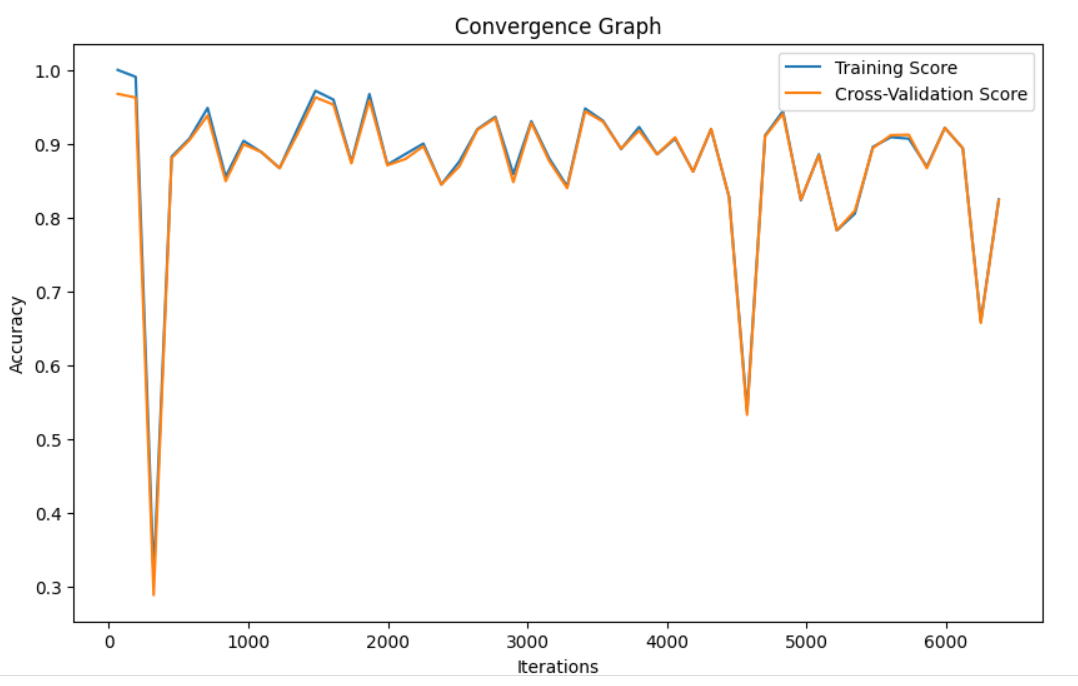 Convergence Graph
Training Score
Cross-Validation Score
1.0
0.9
0.8
0.7
0.6
0.5
0.4
0.3
Accuracy
0 1000 2000 3000 4000 5000 6000
Iterations